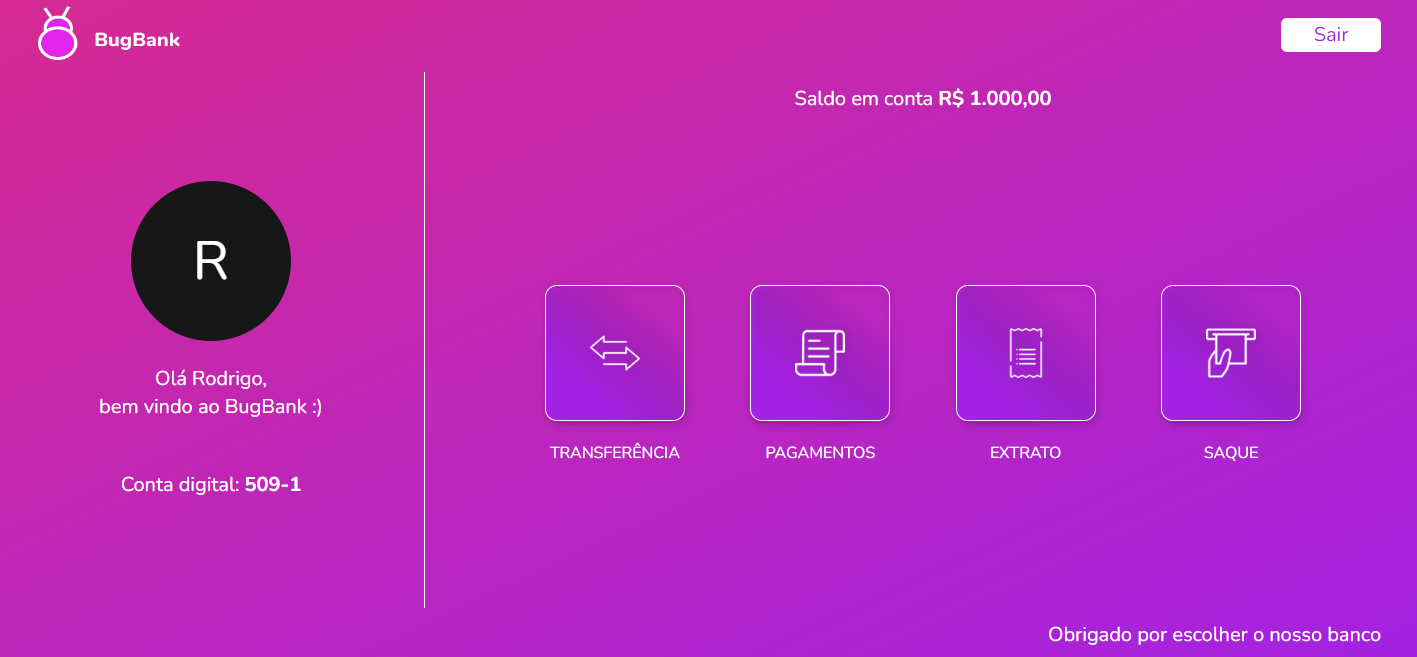 BugBank
Sair
Saldo em conta R$ 1.000,00
R
Olá Rodrigo,
bem vindo ao BugBank :)
Conta digital: 509-1
TRANSFERÊNCIA
PAGAMENTOS
EXTRATO
SAQUE
Obrigado por escolher o nosso banco